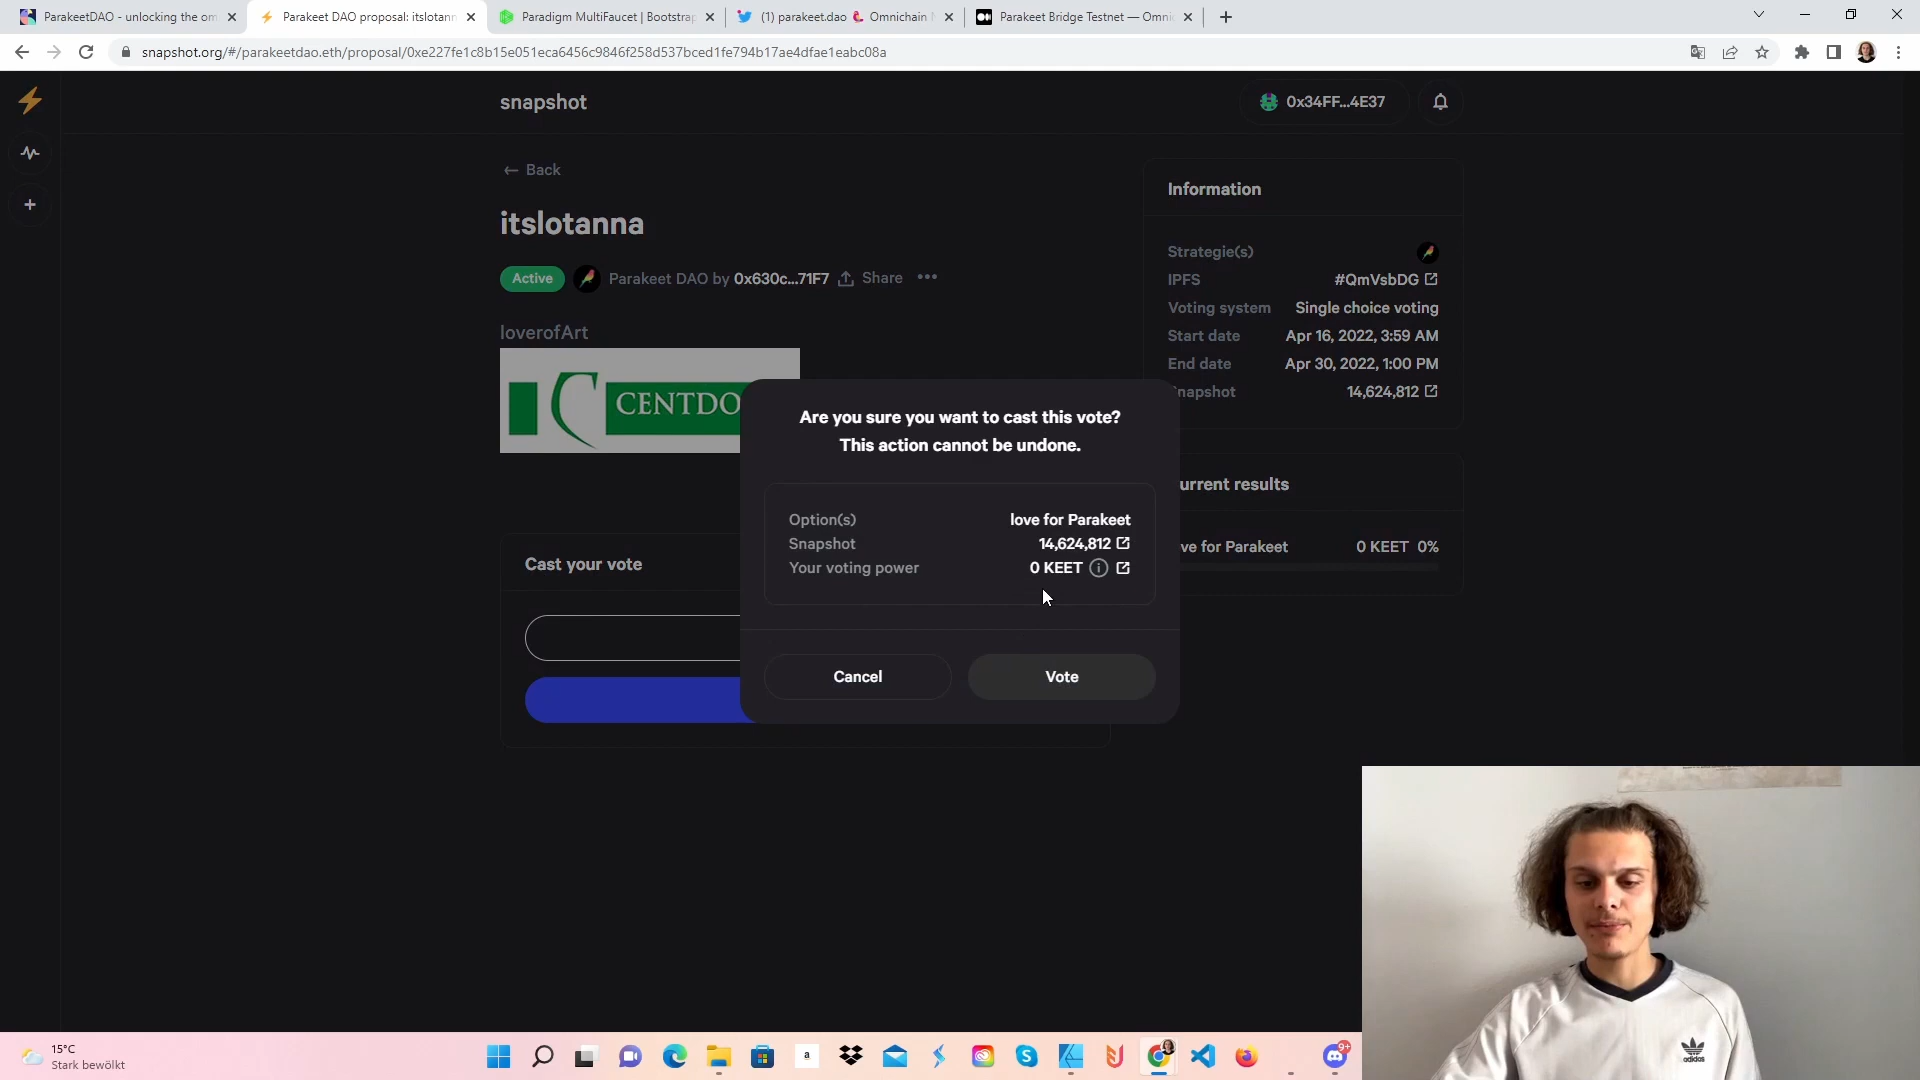 ParakeetDAO - unlocking the om
Parakeet DAO proposal: itslotann
Paradigm MultiFaucet | Bootstrap
(1) parakeet.dao
Omnichain
Parakeet Bridge Testnet — Omni
snapshot.org/#/parakeetdao.eth/proposal/0xe227fe1c8b15e051eca6456c9846f258d537bced1fe794b17ae4dfae1eabc08a
snapshot
0x34FF...4E37
← Back
Information
itslotanna
Strategie(s)
Active
Parakeet DAO by 0x630c...71F7
Share
IPFS
#QmVsbDG
Voting system
Single choice voting
loverofArt
Start date
Apr 16, 2022, 3:59 AM
End date
Apr 30, 2022, 1:00 PM
napshot
14,624,812
CENTDO
Are you sure you want to cast this vote?
This action cannot be undone.
urrent results
Option(s)
love for Parakeet
Snapshot
14,624,812
ve for Parakeet
0 KEET 0%
Cast your vote
Your voting power
0 KEET
Cancel
Vote
adidas
15°C
Stark bewölkt
9+